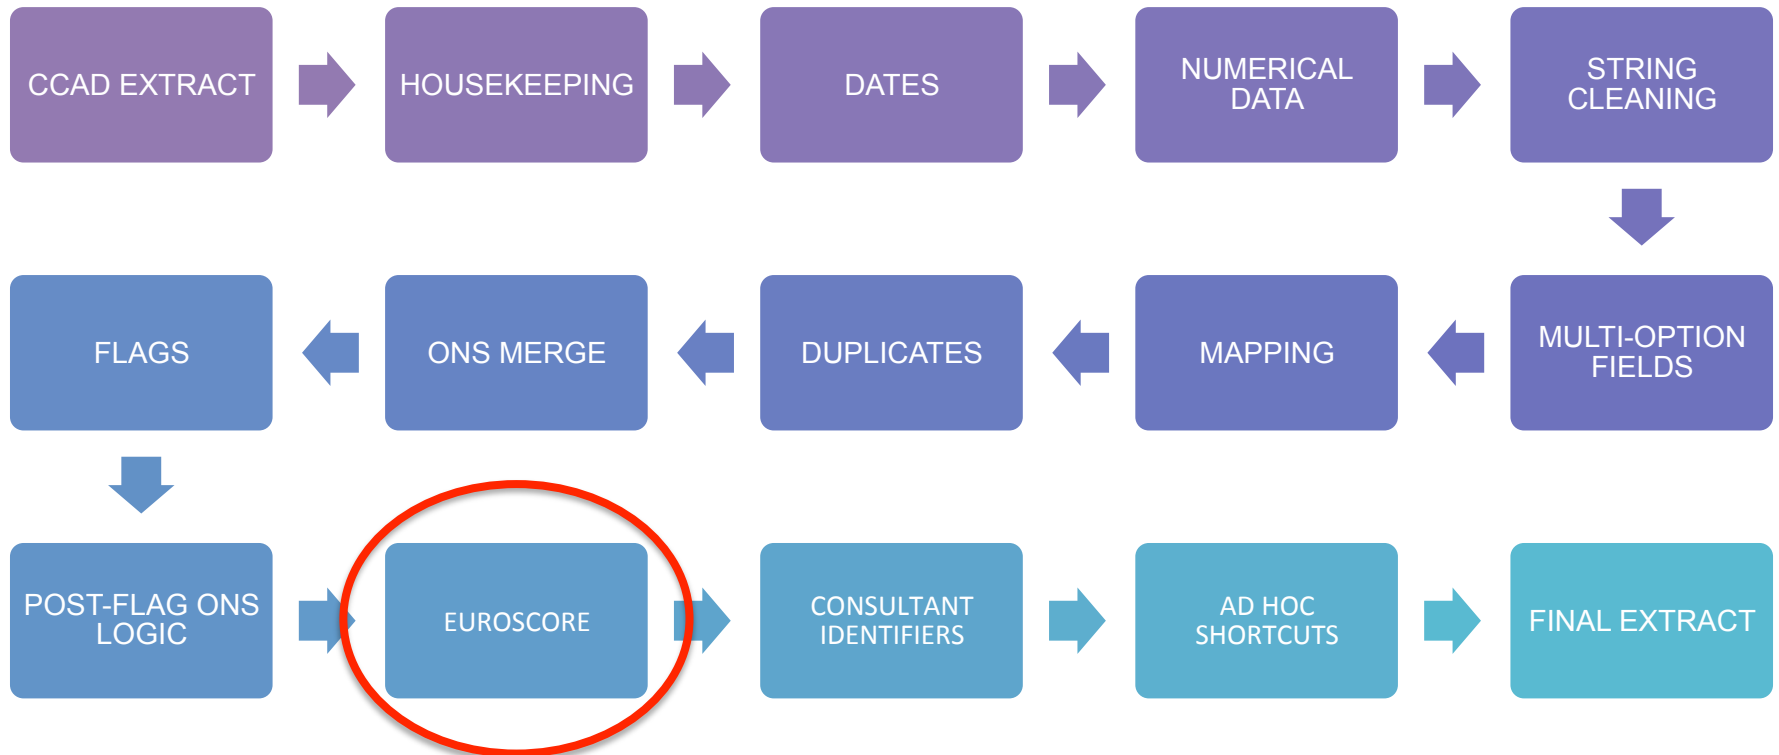 CCAD EXTRACT
HOUSEKEEPING
DATES
NUMERICAL
DATA
STRING
CLEANING
MULTI-OPTION
FIELDS
MAPPING
DUPLICATES
ONS MERGE
FLAGS
POST-FLAG ONS
LOGIC
EUROSCORE
CONSULTANT
IDENTIFIERS
AD HOC
SHORTCUTS
FINAL EXTRACT